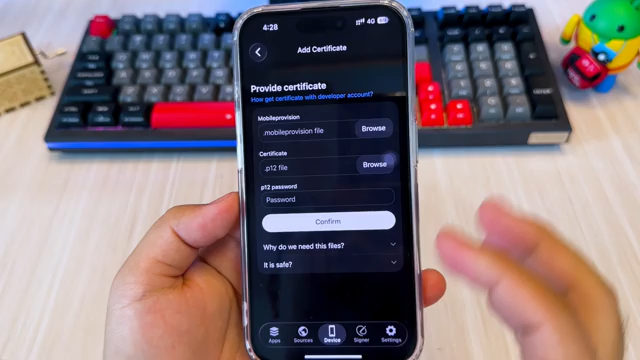 4:28
4G
Add Certificate
Provide certificate
How get certificate with developer account?
Mobileprovision
.mobileprovision file
Browse
Certificate
.p12 file
Browse
p12 password
Password
Confirm
Why do we need this files?
It is safe?
Apps
Sources
Device
Signer
Settings